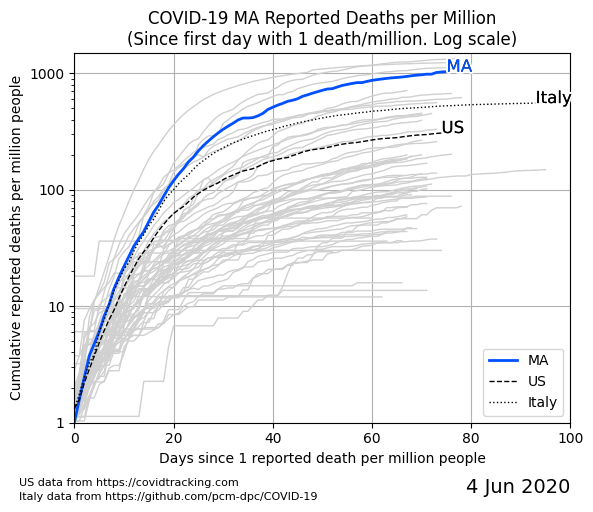 COVID-19 MA Reported Deaths per Million
(Since first day with 1 death/million. Log scale)
Cumulative reported deaths per million people
1000
100
10
1
MA
Italy
US
MA
US
Italy
0 20 40 60 80 100
Days since 1 reported death per million people
US data from https://covidtracking.com
Italy data from https://github.com/pcm-dpc/COVID-19
4 Jun 2020